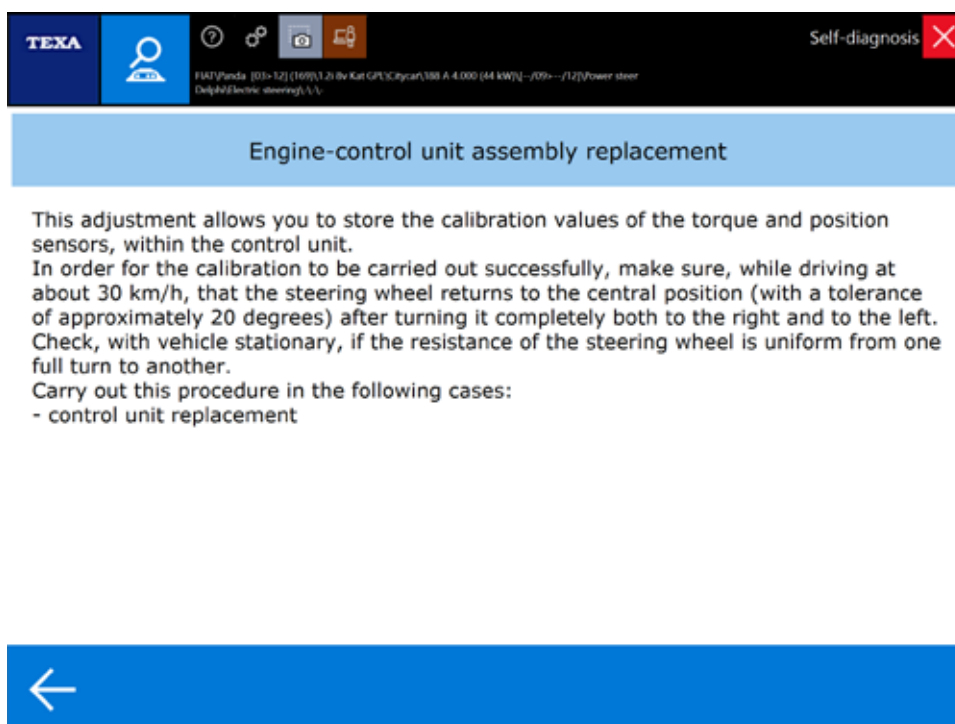 TEXA
Self-diagnosis
FIAT\Panda [03>12] (169)\1.2i 8v Kat GPL\Citycar\188 A 4.000 (44 kW)\[--/09>---/12]\Power steer
Delphi\Electric steering\.\.\.
Engine-control unit assembly replacement
This adjustment allows you to store the calibration values of the torque and position
sensors, within the control unit.
In order for the calibration to be carried out successfully, make sure, while driving at
about 30 km/h, that the steering wheel returns to the central position (with a tolerance
of approximately 20 degrees) after turning it completely both to the right and to the left.
Check, with vehicle stationary, if the resistance of the steering wheel is uniform from one
full turn to another.
Carry out this procedure in the following cases:
- control unit replacement